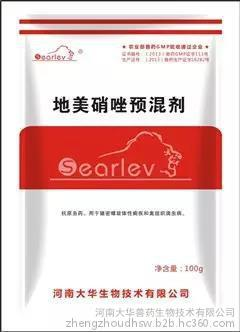 Searlev®
★农业部兽药GMP验收通过企业★
地美硝唑预混剂
Searlev®
抗原虫药。用于猪密螺旋体性痢疾和禽组织滴虫病。
净含量：100g
河南大华生物技术有限公司
河南大华兽药生物技术有限公司
zhengzhoudhsw.b2b.hc360.com